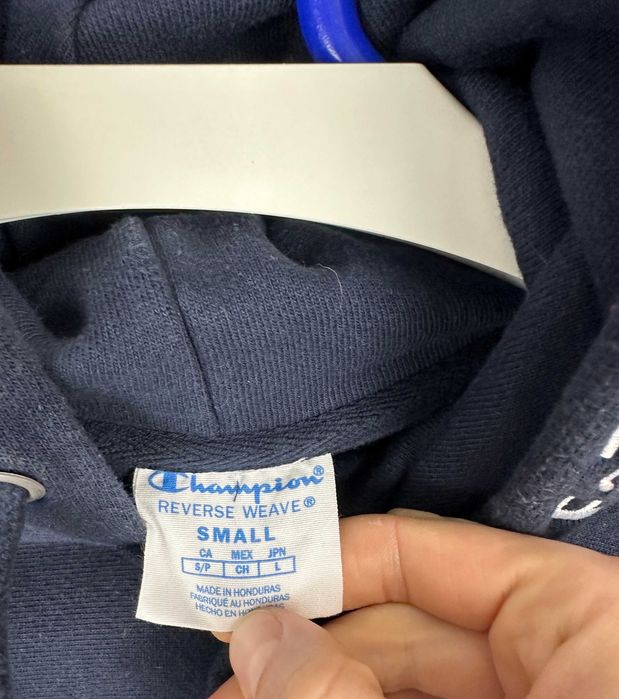 Champion®
REVERSE WEAVE®
SMALL
CA MEX JPN
S/P CH L
MADE IN HONDURAS
FABRIQUÉ AU HONDURAS
HECHO EN HONDURAS